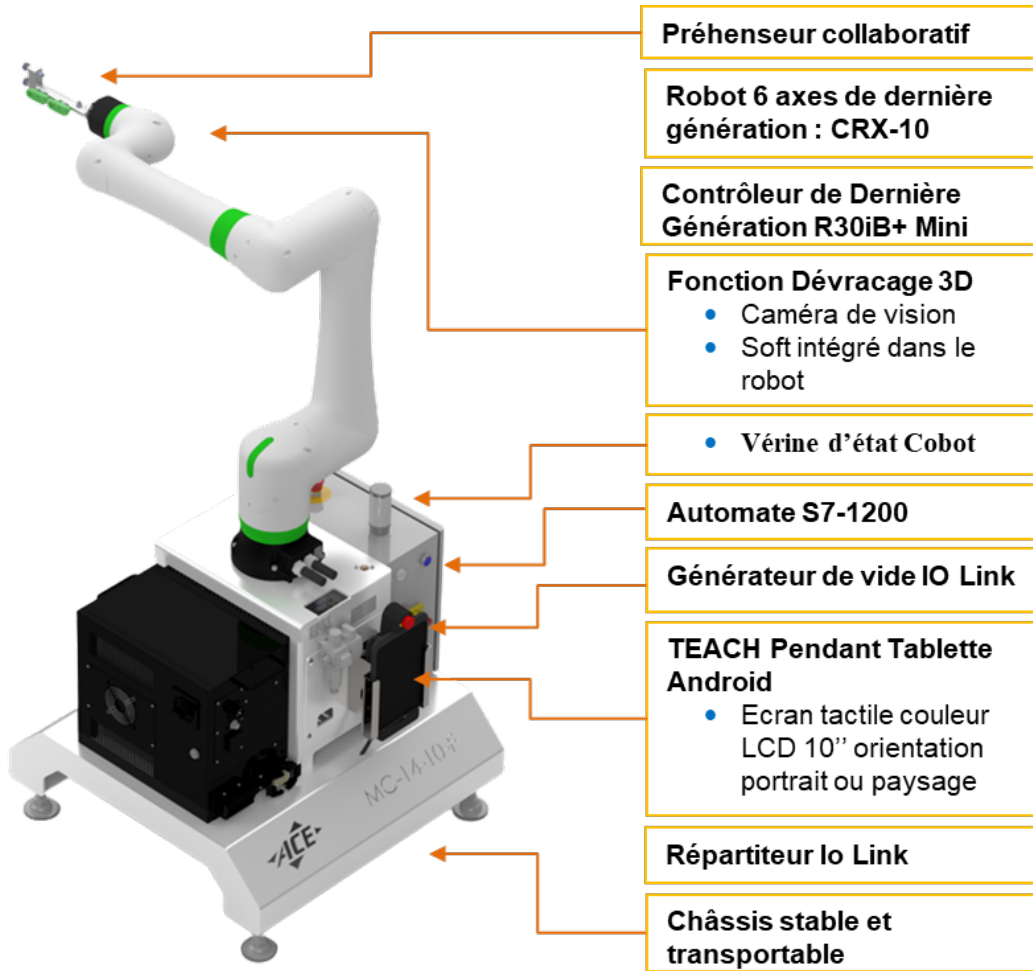 Préhenseur collaboratif
Robot 6 axes de dernière
génération : CRX-10
Contrôleur de Dernière
Génération R30iB+ Mini
Fonction Dévracage 3D
• Caméra de vision
• Soft intégré dans le
robot
• Vérine d’état Cobot
Automate S7-1200
Générateur de vide IO Link
TEACH Pendant Tablette
Android
• Ecran tactile couleur
LCD 10’’ orientation
portrait ou paysage
Répartiteur Io Link
Châssis stable et
transportable
ACE